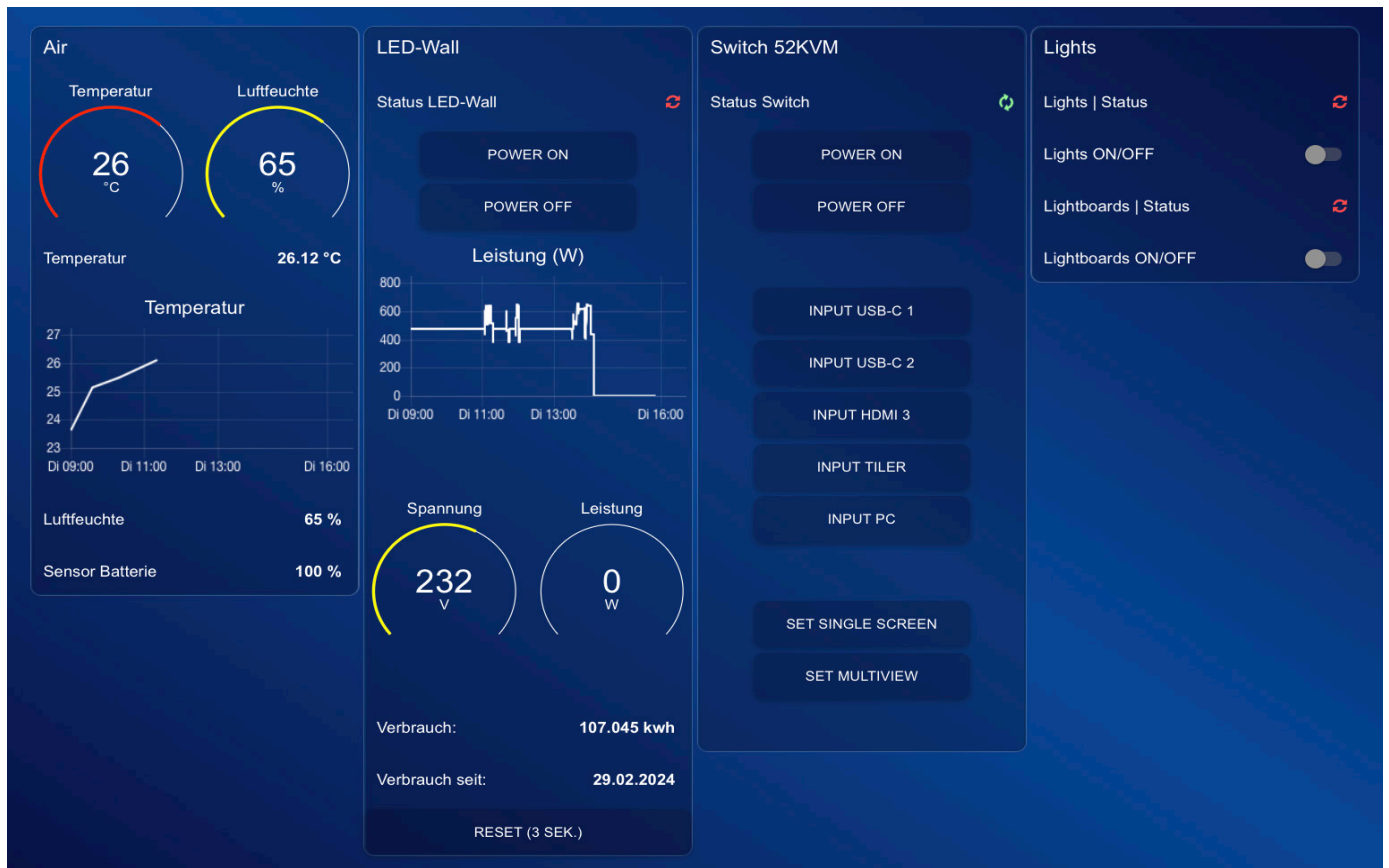 Air
Temperatur
Luftfeuchte
26
°C
65
%
Temperatur
26.12 °C
Temperatur
27
26
25
24
23
Di 09:00
Di 11:00
Di 13:00
Di 16:00
Luftfeuchte
65 %
Sensor Batterie
100 %
LED-Wall
Status LED-Wall
POWER ON
POWER OFF
Leistung (W)
800
600
400
200
0
Di 09:00
Di 11:00
Di 13:00
Di 16:00
Spannung
Leistung
232
V
0
W
Verbrauch:
107.045 kwh
Verbrauch seit:
29.02.2024
RESET (3 SEK.)
Switch 52KVM
Status Switch
POWER ON
POWER OFF
INPUT USB-C 1
INPUT USB-C 2
INPUT HDMI 3
INPUT TILER
INPUT PC
SET SINGLE SCREEN
SET MULTIVIEW
Lights
Lights | Status
Lights ON/OFF
Lightboards | Status
Lightboards ON/OFF